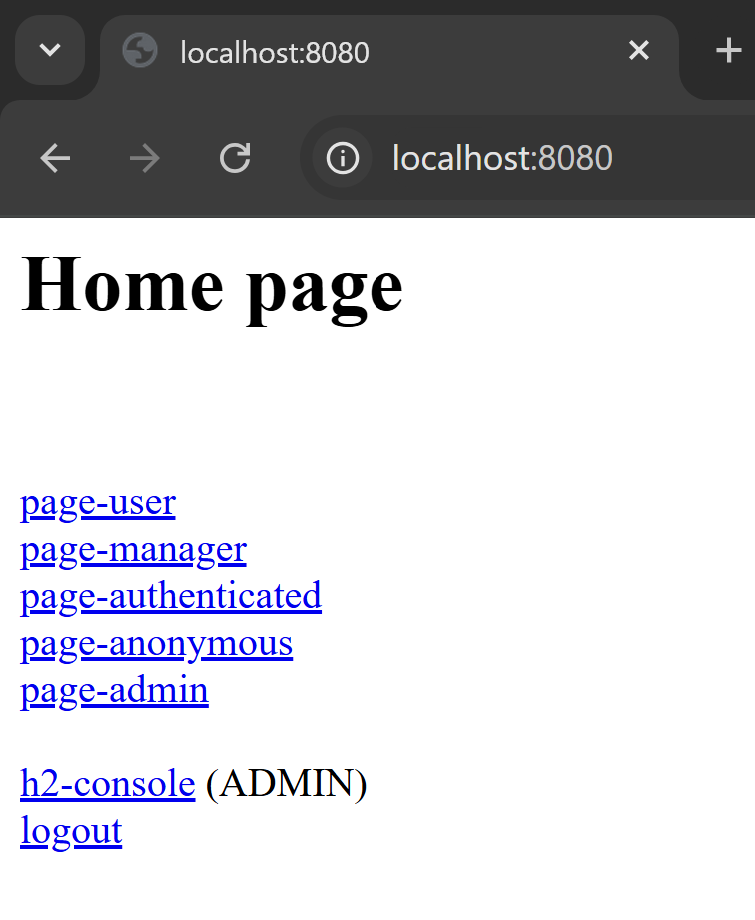 localhost:8080
localhost:8080
Home page
page-user
page-manager
page-authenticated
page-anonymous
page-admin
h2-console (ADMIN)
logout